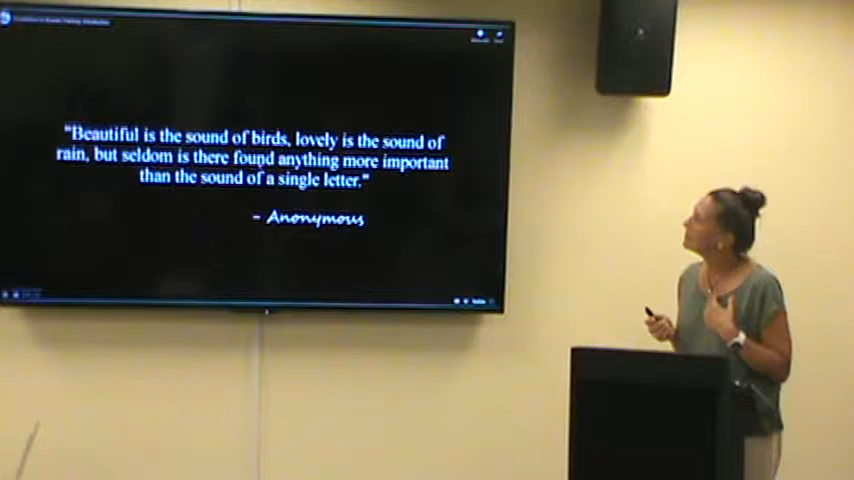 "Beautiful is the sound of birds, lovely is the sound of
rain, but seldom is there found anything more important
than the sound of a single letter."
- Anonymous